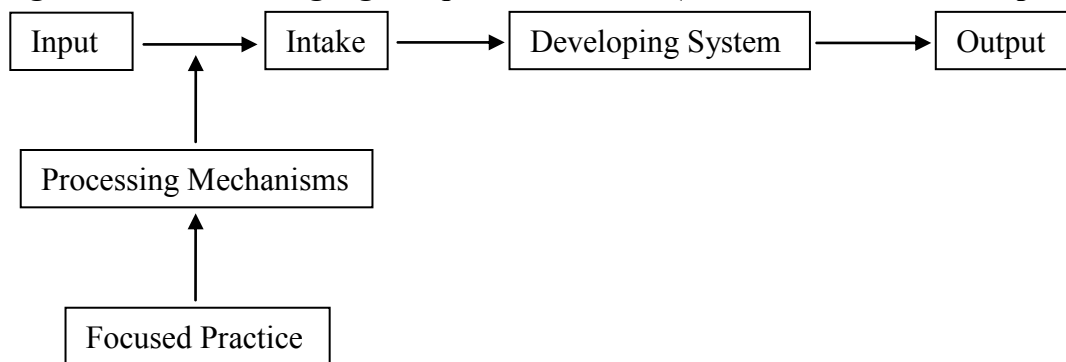 Input Intake Developing System Output
Processing Mechanisms
Focused Practice